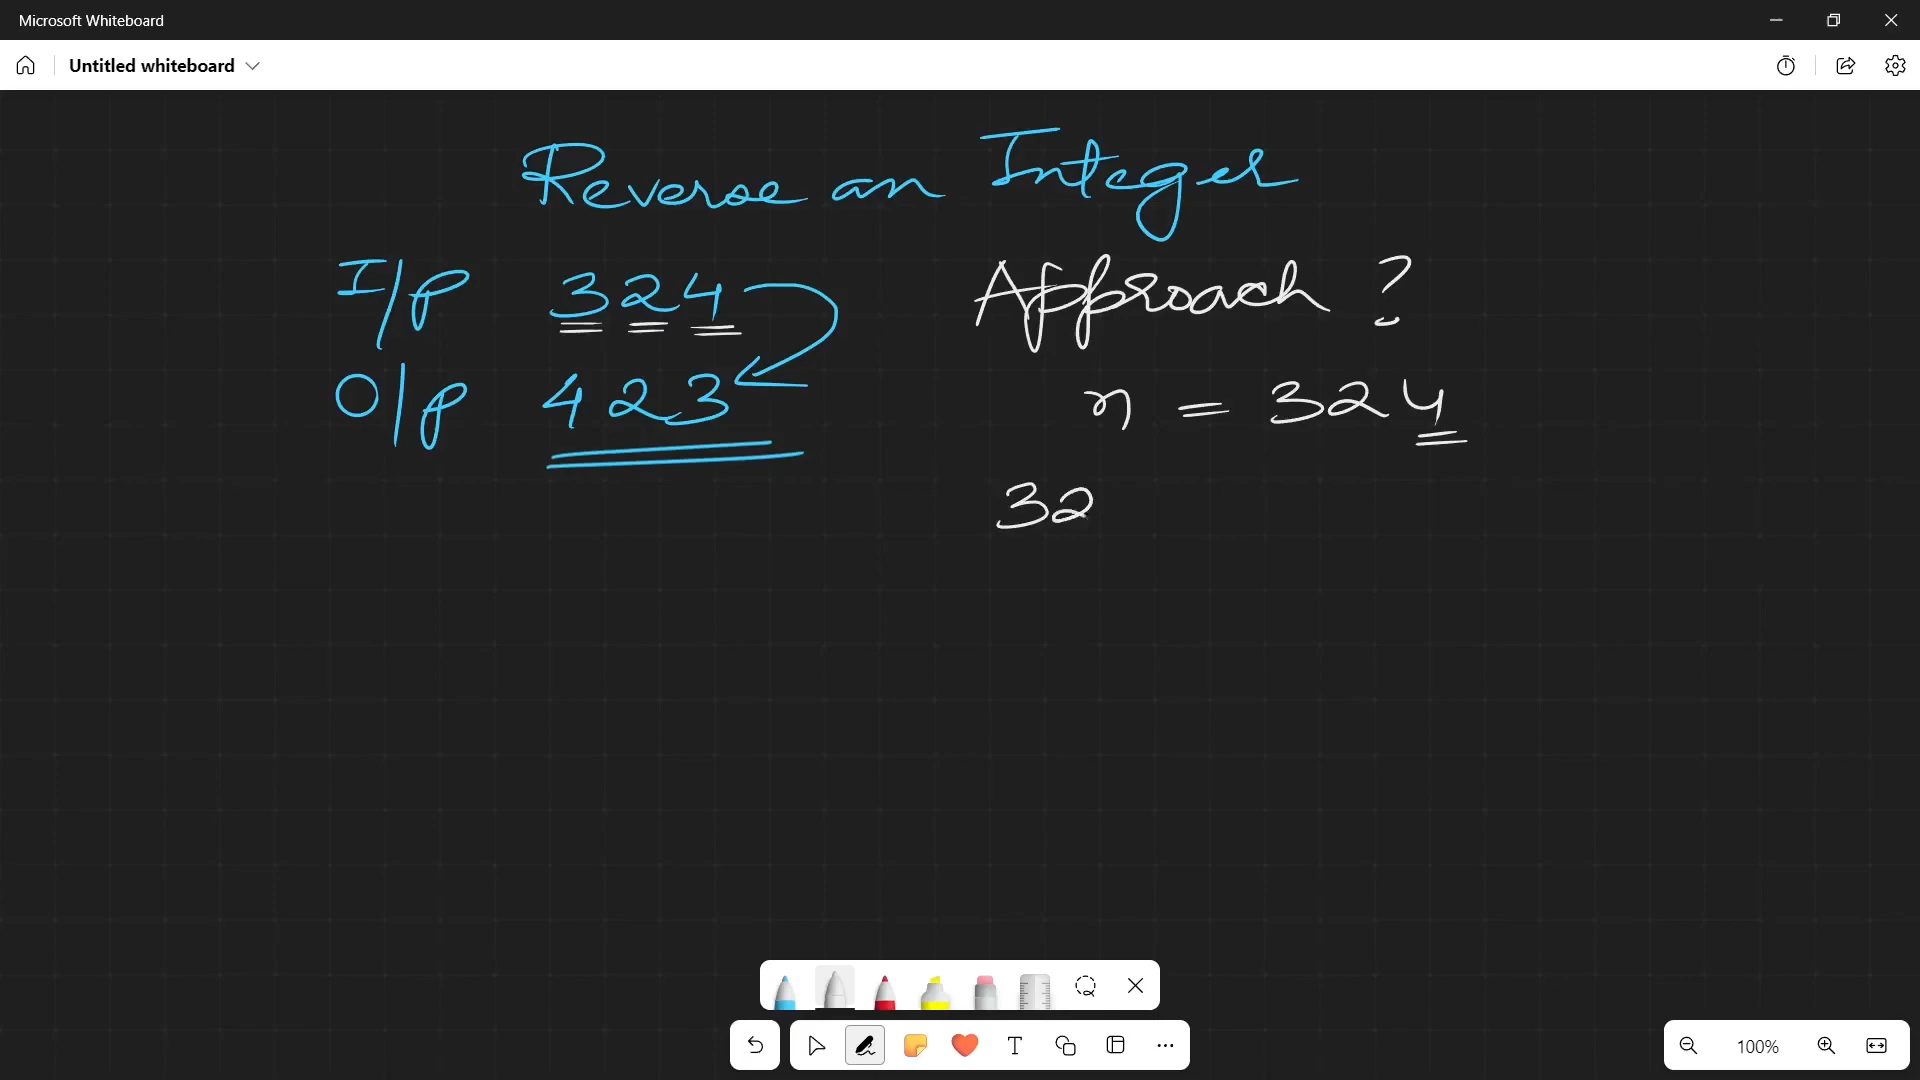 Microsoft Whiteboard
Untitled whiteboard
Reverse an Integer
I/p 324
O/p 423
Approach ?
n = 324
32
100%